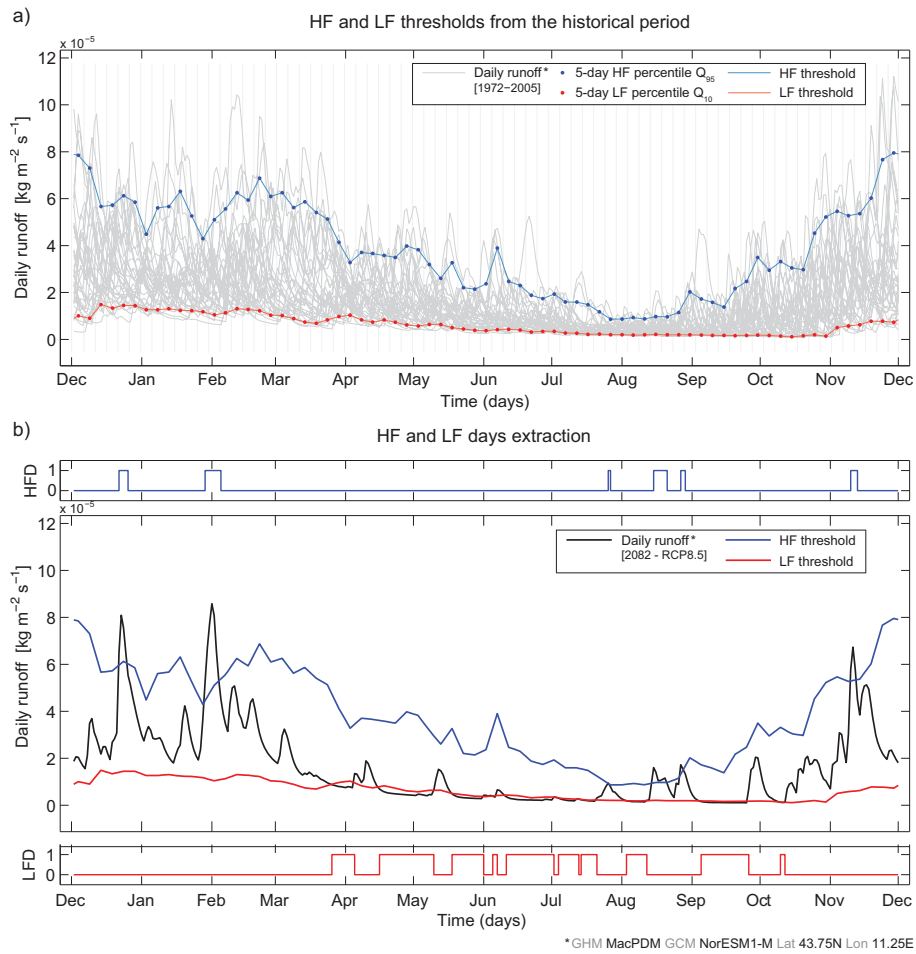 a)
HF and LF thresholds from the historical period
x 10⁻⁵
12
10
8
6
4
2
0
Daily runoff [kg m⁻² s⁻¹]
Daily runoff*
[1972−2005]
5-day HF percentile Q₉₅
5-day LF percentile Q₁₀
HF threshold
LF threshold
Dec Jan Feb Mar Apr May Jun Jul Aug Sep Oct Nov Dec
Time (days)
b)
HF and LF days extraction
HFD
1
0
x 10⁻⁵
12
10
8
6
4
2
0
Daily runoff [kg m⁻² s⁻¹]
Daily runoff*
[2082 - RCP8.5]
HF threshold
LF threshold
LFD
1
0
Dec Jan Feb Mar Apr May Jun Jul Aug Sep Oct Nov Dec
Time (days)
*GHM MacPDM GCM NorESM1-M Lat 43.75N Lon 11.25E